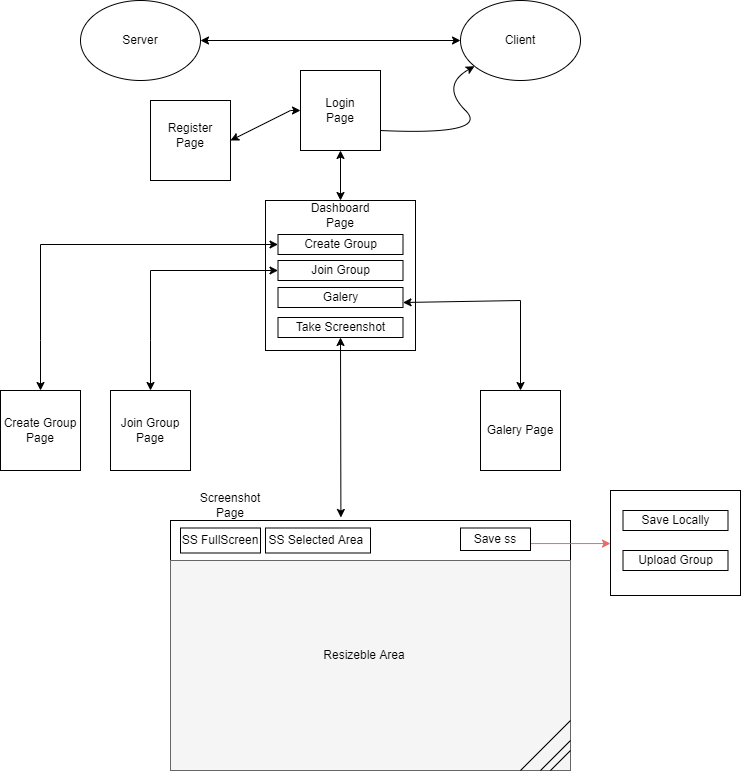 Server
Client
Login
Page
Register
Page
Dashboard
Page
Create Group
Join Group
Galery
Take Screenshot
Create Group
Page
Join Group
Page
Galery Page
Screenshot
Page
SS FullScreen
SS Selected Area
Save ss
Save Locally
Upload Group
Resizeble Area